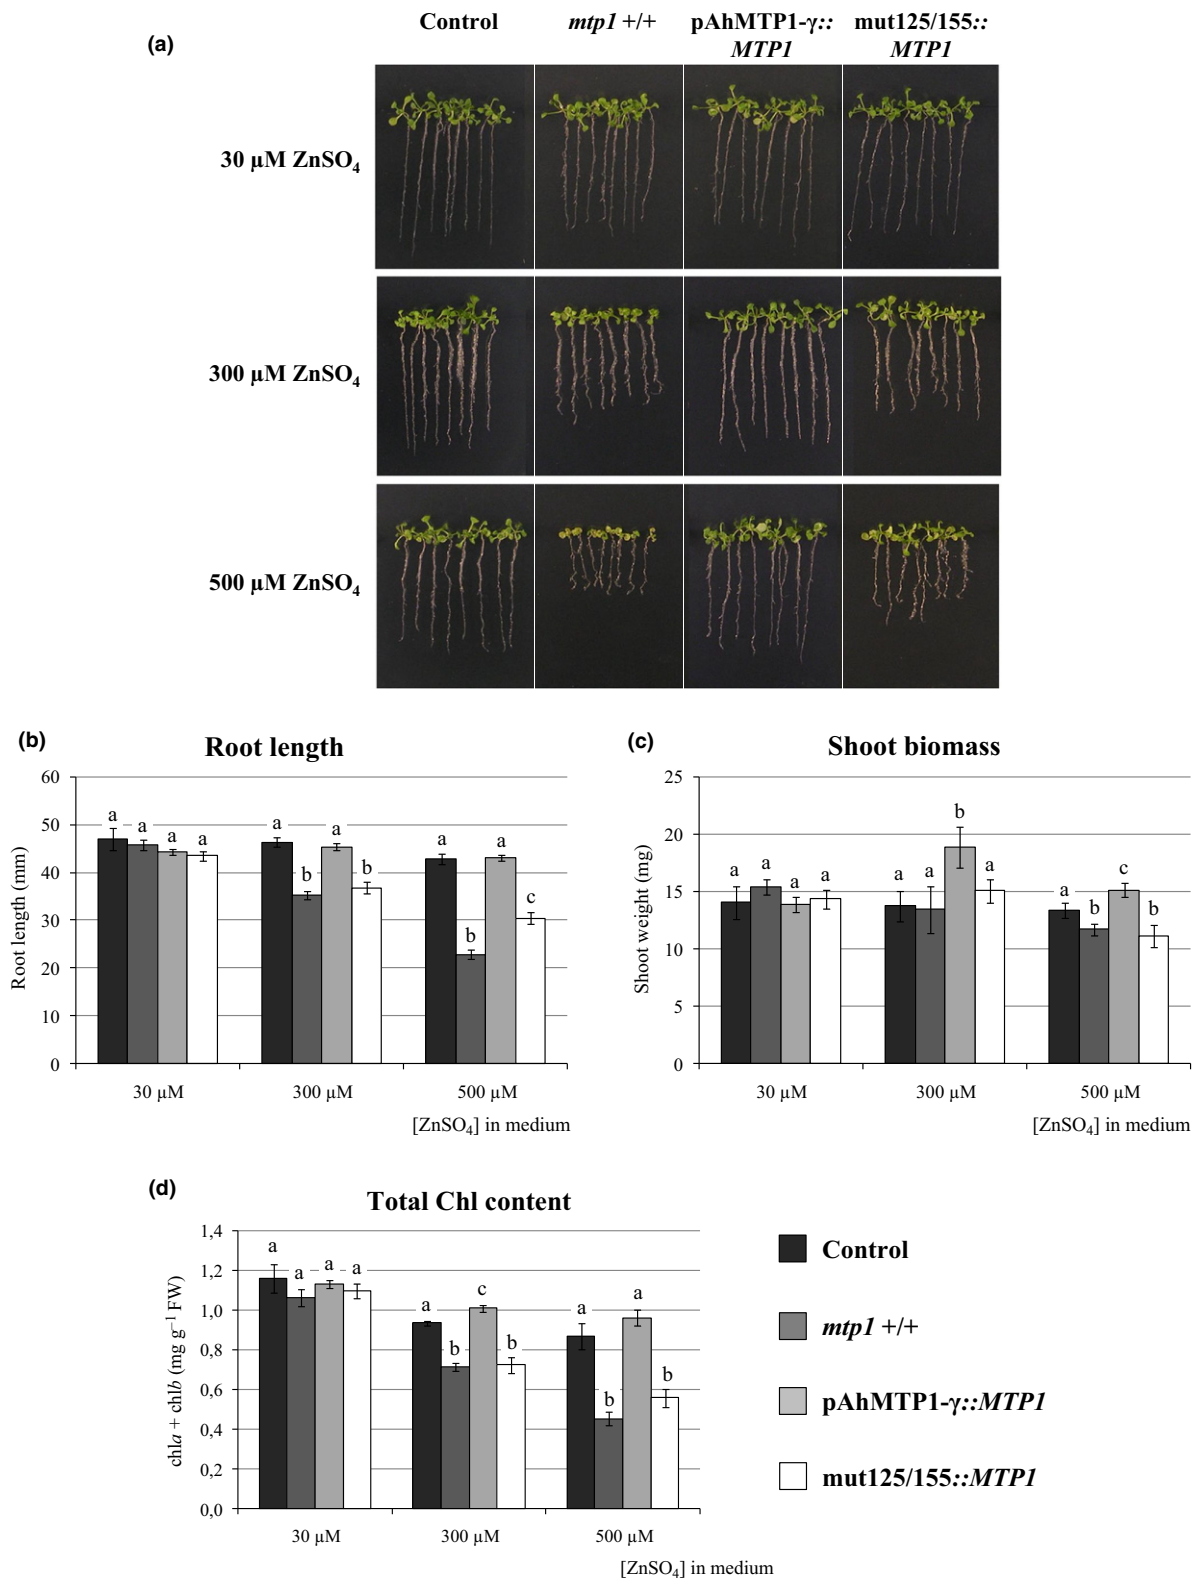 (a)
Control
mtp1 +/+
pAhMTP1-γ::
MTP1
mut125/155::
MTP1
30 µM ZnSO₄
300 µM ZnSO₄
500 µM ZnSO₄
(b)
Root length
Root length (mm)
60
50
40
30
20
10
0
a a a a
a b a b
a b a c
30 µM 300 µM 500 µM
[ZnSO₄] in medium
(c)
Shoot biomass
Shoot weight (mg)
25
20
15
10
5
0
a a a a
a a b a
a b c b
30 µM 300 µM 500 µM
[ZnSO₄] in medium
(d)
Total Chl content
chla + chlb (mg g⁻¹ FW)
1,4
1,2
1,0
0,8
0,6
0,4
0,2
0,0
a a a a
a b c b
a b a b
30 µM 300 µM 500 µM
[ZnSO₄] in medium
Control
mtp1 +/+
pAhMTP1-γ::MTP1
mut125/155::MTP1